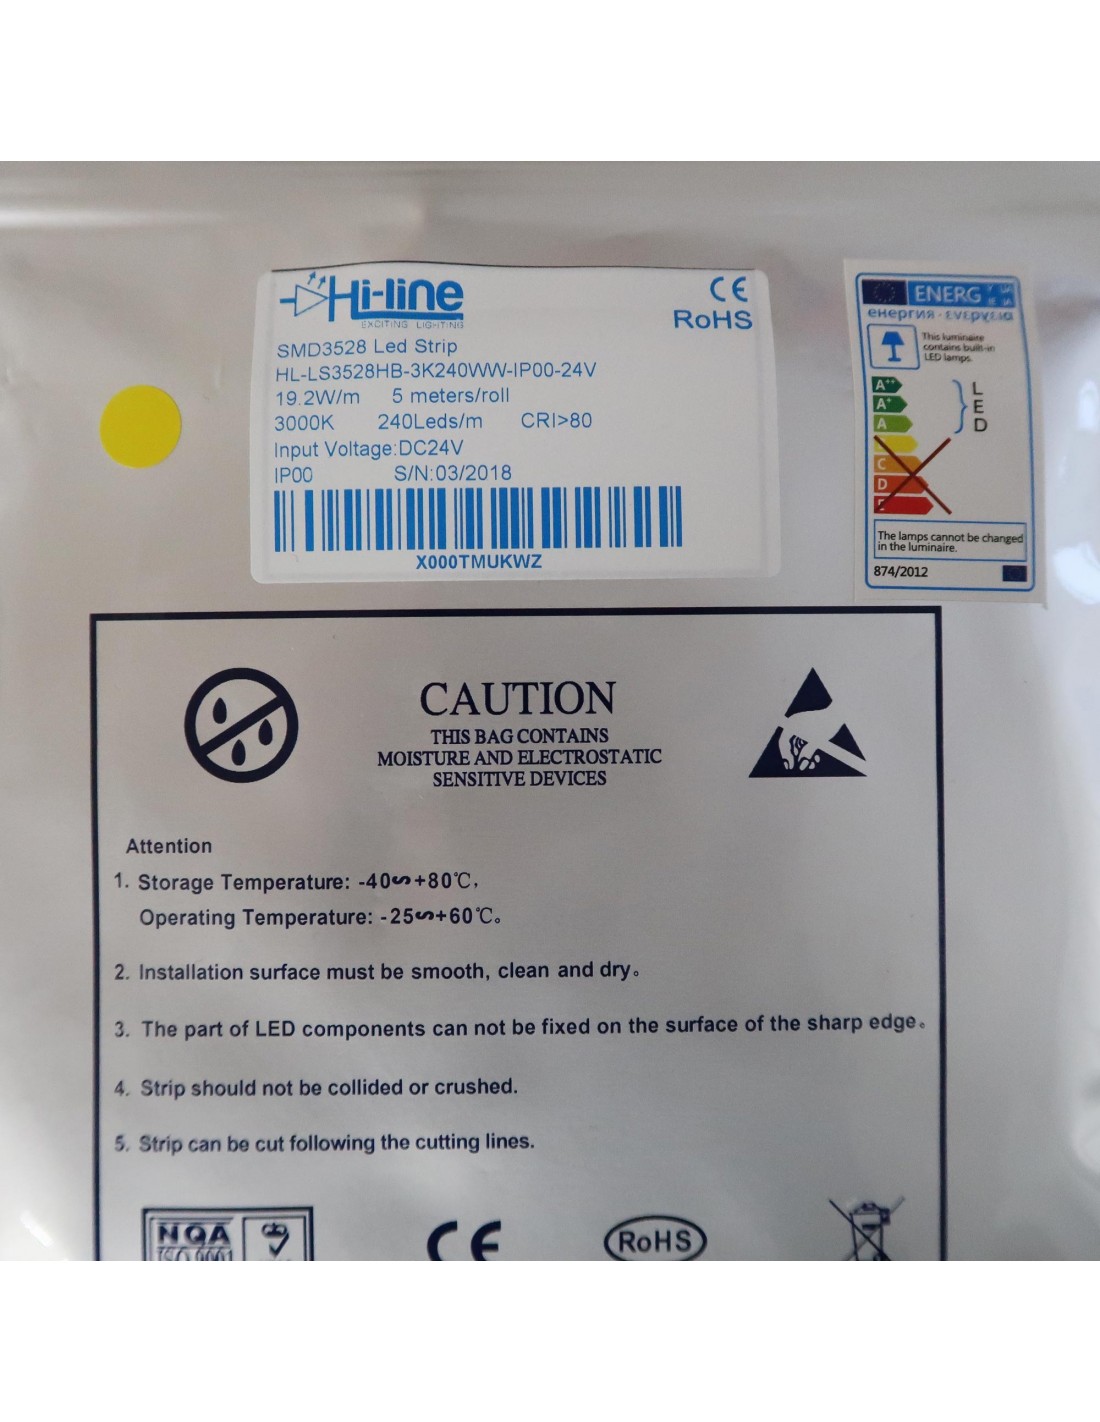 Hi-line
EXCITING LIGHTING
CE
RoHS
SMD3528 Led Strip
HL-LS3528HB-3K240WW-IP00-24V
19.2W/m 5 meters/roll
3000K 240Leds/m CRI>80
Input Voltage:DC24V
IP00 S/N:03/2018
X000TMUKWZ
ENERG
енергия · ενεργεια
This luminaire
contains built-in
LED lamps.
A++
A+
A
C
D
L
E
D
The lamps cannot be changed
in the luminaire.
874/2012
CAUTION
THIS BAG CONTAINS
MOISTURE AND ELECTROSTATIC
SENSITIVE DEVICES
Attention
1. Storage Temperature: -40∽+80℃,
Operating Temperature: -25∽+60℃。
2. Installation surface must be smooth, clean and dry。
3. The part of LED components can not be fixed on the surface of the sharp edge。
4. Strip should not be collided or crushed.
5. Strip can be cut following the cutting lines.
NQA
ISO 9001
CE
RoHS